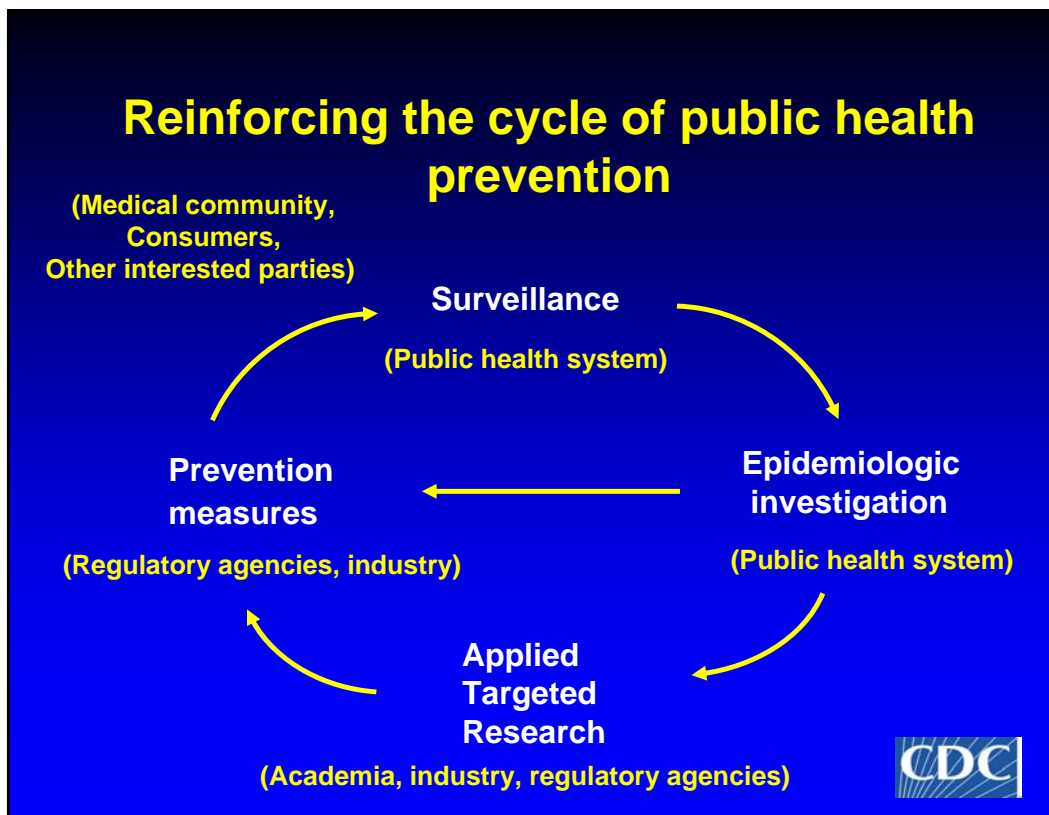 Reinforcing the cycle of public health
prevention
(Medical community,
Consumers,
Other interested parties)
Surveillance
(Public health system)
Epidemiologic
investigation
(Public health system)
Prevention
measures
(Regulatory agencies, industry)
Applied
Targeted
Research
(Academia, industry, regulatory agencies)
CDC